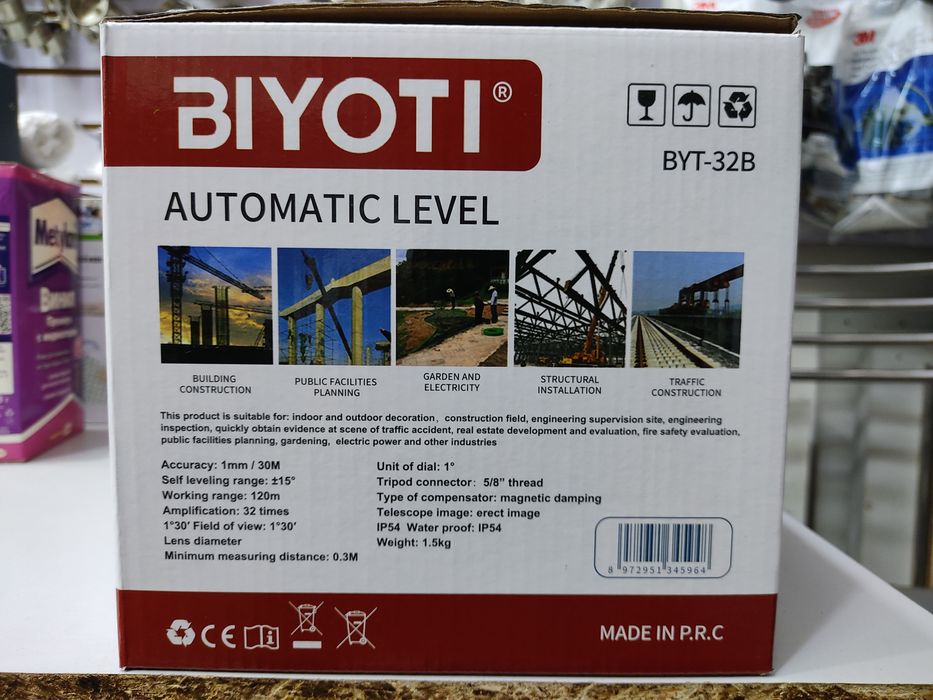 BIYOTI®
BYT-32B
AUTOMATIC LEVEL
BUILDING
CONSTRUCTION
PUBLIC FACILITIES
PLANNING
GARDEN AND
ELECTRICITY
STRUCTURAL
INSTALLATION
TRAFFIC
CONSTRUCTION
This product is suitable for: indoor and outdoor decoration, construction field, engineering supervision site, engineering
inspection, quickly obtain evidence at scene of traffic accident, real estate development and evaluation, fire safety evaluation,
public facilities planning, gardening, electric power and other industries
Accuracy: 1mm / 30M
Self leveling range: ±15°
Working range: 120m
Amplification: 32 times
1°30′ Field of view: 1°30′
Lens diameter
Minimum measuring distance: 0.3M
Unit of dial: 1°
Tripod connector: 5/8” thread
Type of compensator: magnetic damping
Telescope image: erect image
IP54 Water proof: IP54
Weight: 1.5kg
8 972951 345964
CE
MADE IN P.R.C
3M